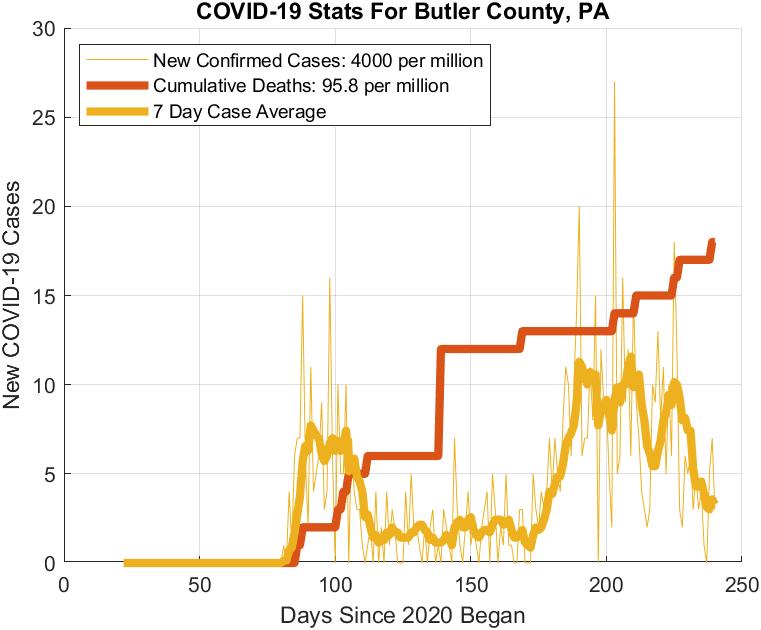 COVID-19 Stats For Butler County, PA
30
25
20
15
10
5
0
New COVID-19 Cases
New Confirmed Cases: 4000 per million
Cumulative Deaths: 95.8 per million
7 Day Case Average
0 50 100 150 200 250
Days Since 2020 Began